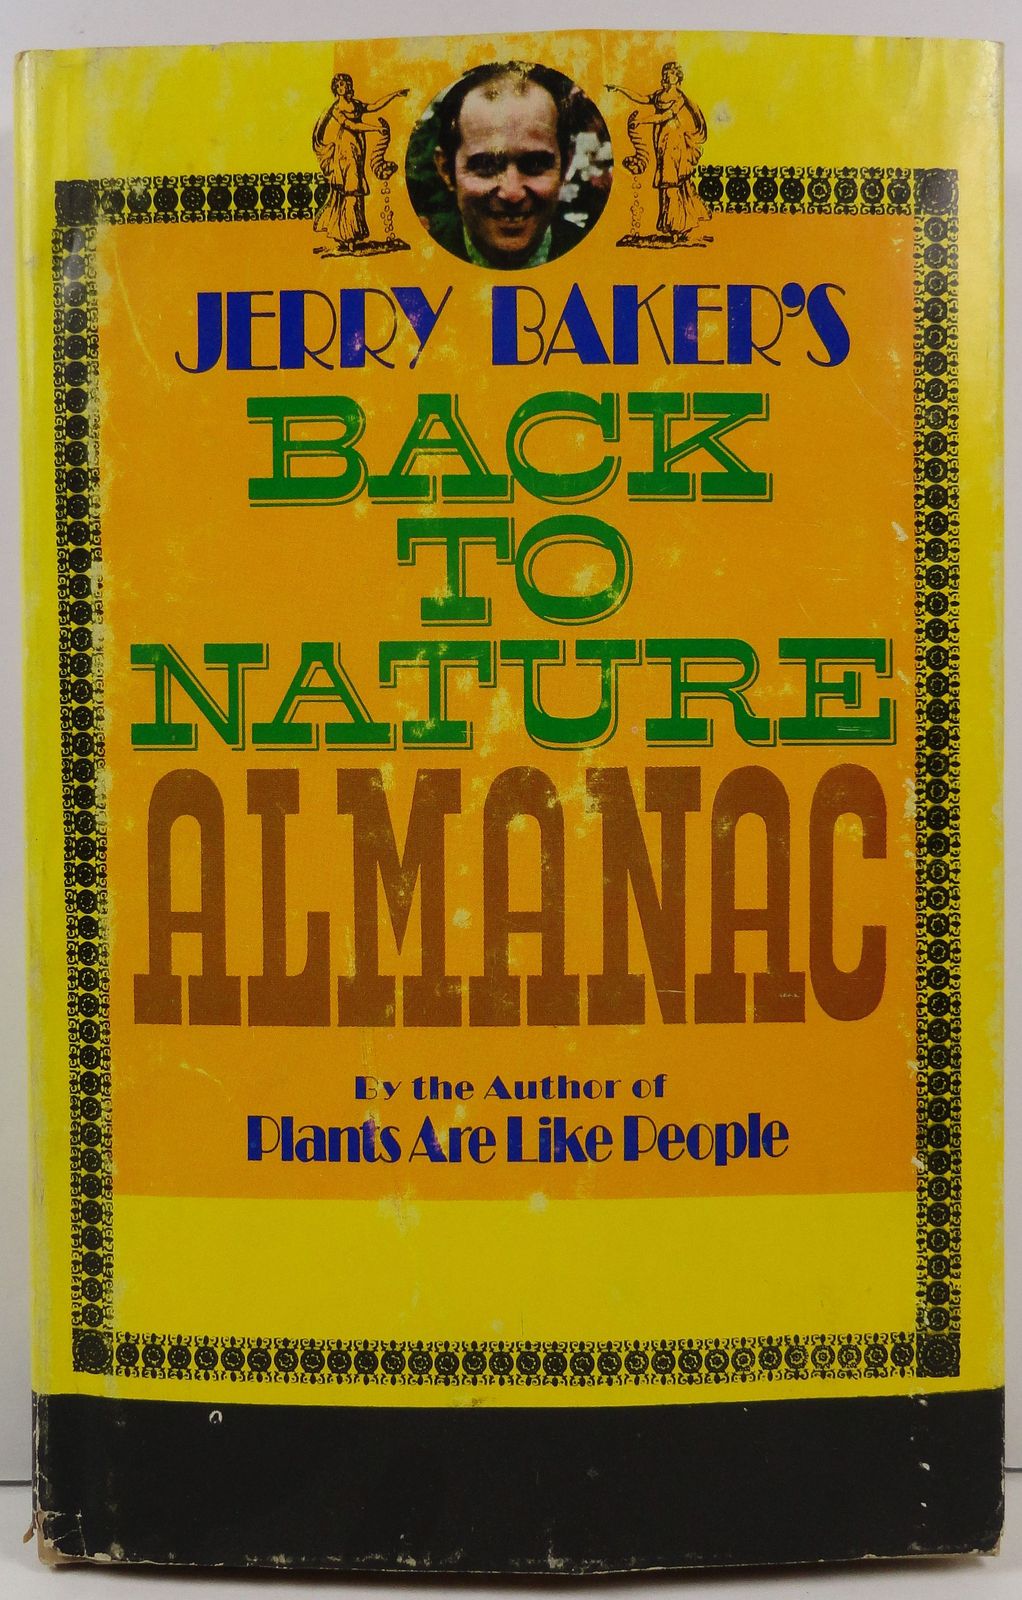 JERRY BAKER'S
BACK
TO
NATURE
ALMANAC
By the Author of
Plants Are Like People